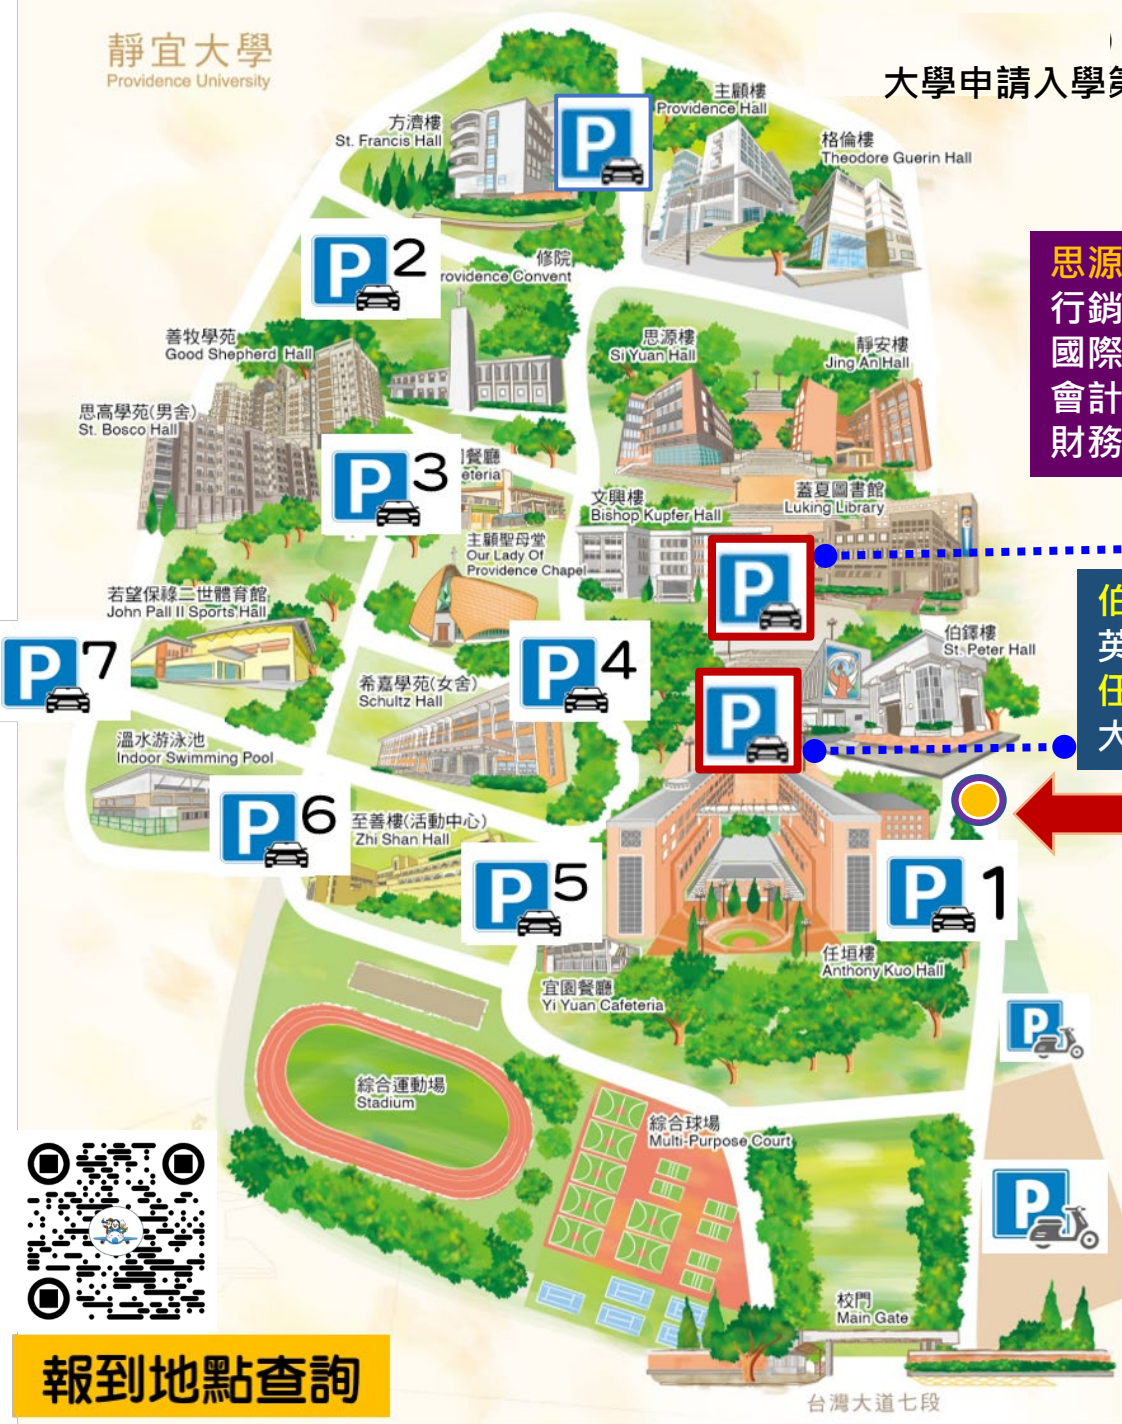 靜宜大學
Providence University
大學申請入學第
方濟樓
St. Francis Hall
P
主顧樓
Providence Hall
格倫樓
Theodore Guerin Hall
P 2
修院
rovidence Convent
思源
行銷
國際
會計
財務
善牧學苑
Good Shepherd Hall
思源樓
Si Yuan Hall
靜安樓
Jing An Hall
思高學苑(男舍)
St. Bosco Hall
P 3
餐廳
eteria
文興樓
Bishop Kupfer Hall
蓋夏圖書館
Luking Library
主顧聖母堂
Our Lady Of
Providence Chapel
P
若望保祿二世體育館
John Pall II Sports Hall
伯
英
任
大
P 7
P 4
伯鐸樓
St. Peter Hall
希嘉學苑(女舍)
Schultz Hall
P
溫水游泳池
Indoor Swimming Pool
P 6
至善樓(活動中心)
Zhi Shan Hall
P 5
P 1
任垣樓
Anthony Kuo Hall
宜園餐廳
Yi Yuan Cafeteria
P
綜合運動場
Stadium
綜合球場
Multi-Purpose Court
P
校門
Main Gate
報到地點查詢
台灣大道七段